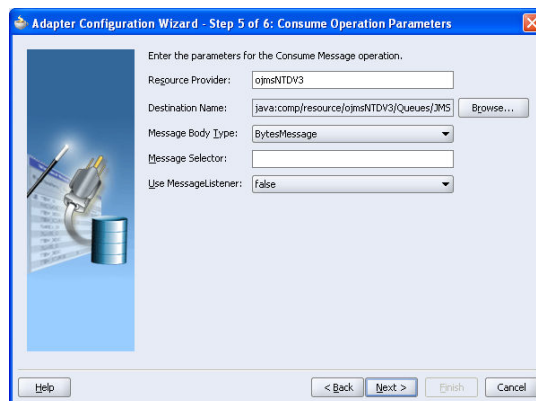 Adapter Configuration Wizard - Step 5 of 6: Consume Operation Parameters
Enter the parameters for the Consume Message operation.
Resource Provider: ojmsNTDV3
Destination Name: java:comp/resource/ojmsNTDV3/Queues/JMS Browse...
Message Body Type: BytesMessage
Message Selector:
Use MessageListener: false
Help < Back Next > Finish Cancel